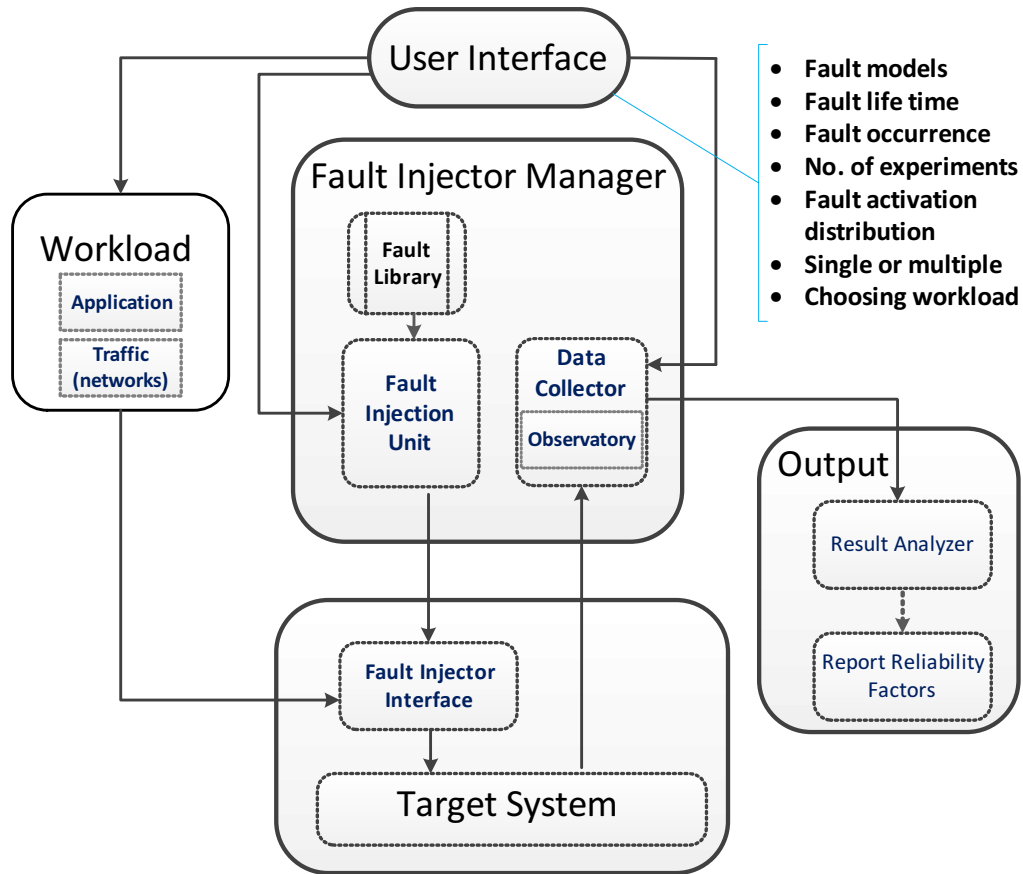 User Interface
• Fault models
• Fault life time
• Fault occurrence
• No. of experiments
• Fault activation
distribution
• Single or multiple
• Choosing workload
Fault Injector Manager
Fault
Library
Workload
Application
Traffic
(networks)
Fault
Injection
Unit
Data
Collector
Observatory
Output
Result Analyzer
Report Reliability
Factors
Fault Injector
Interface
Target System